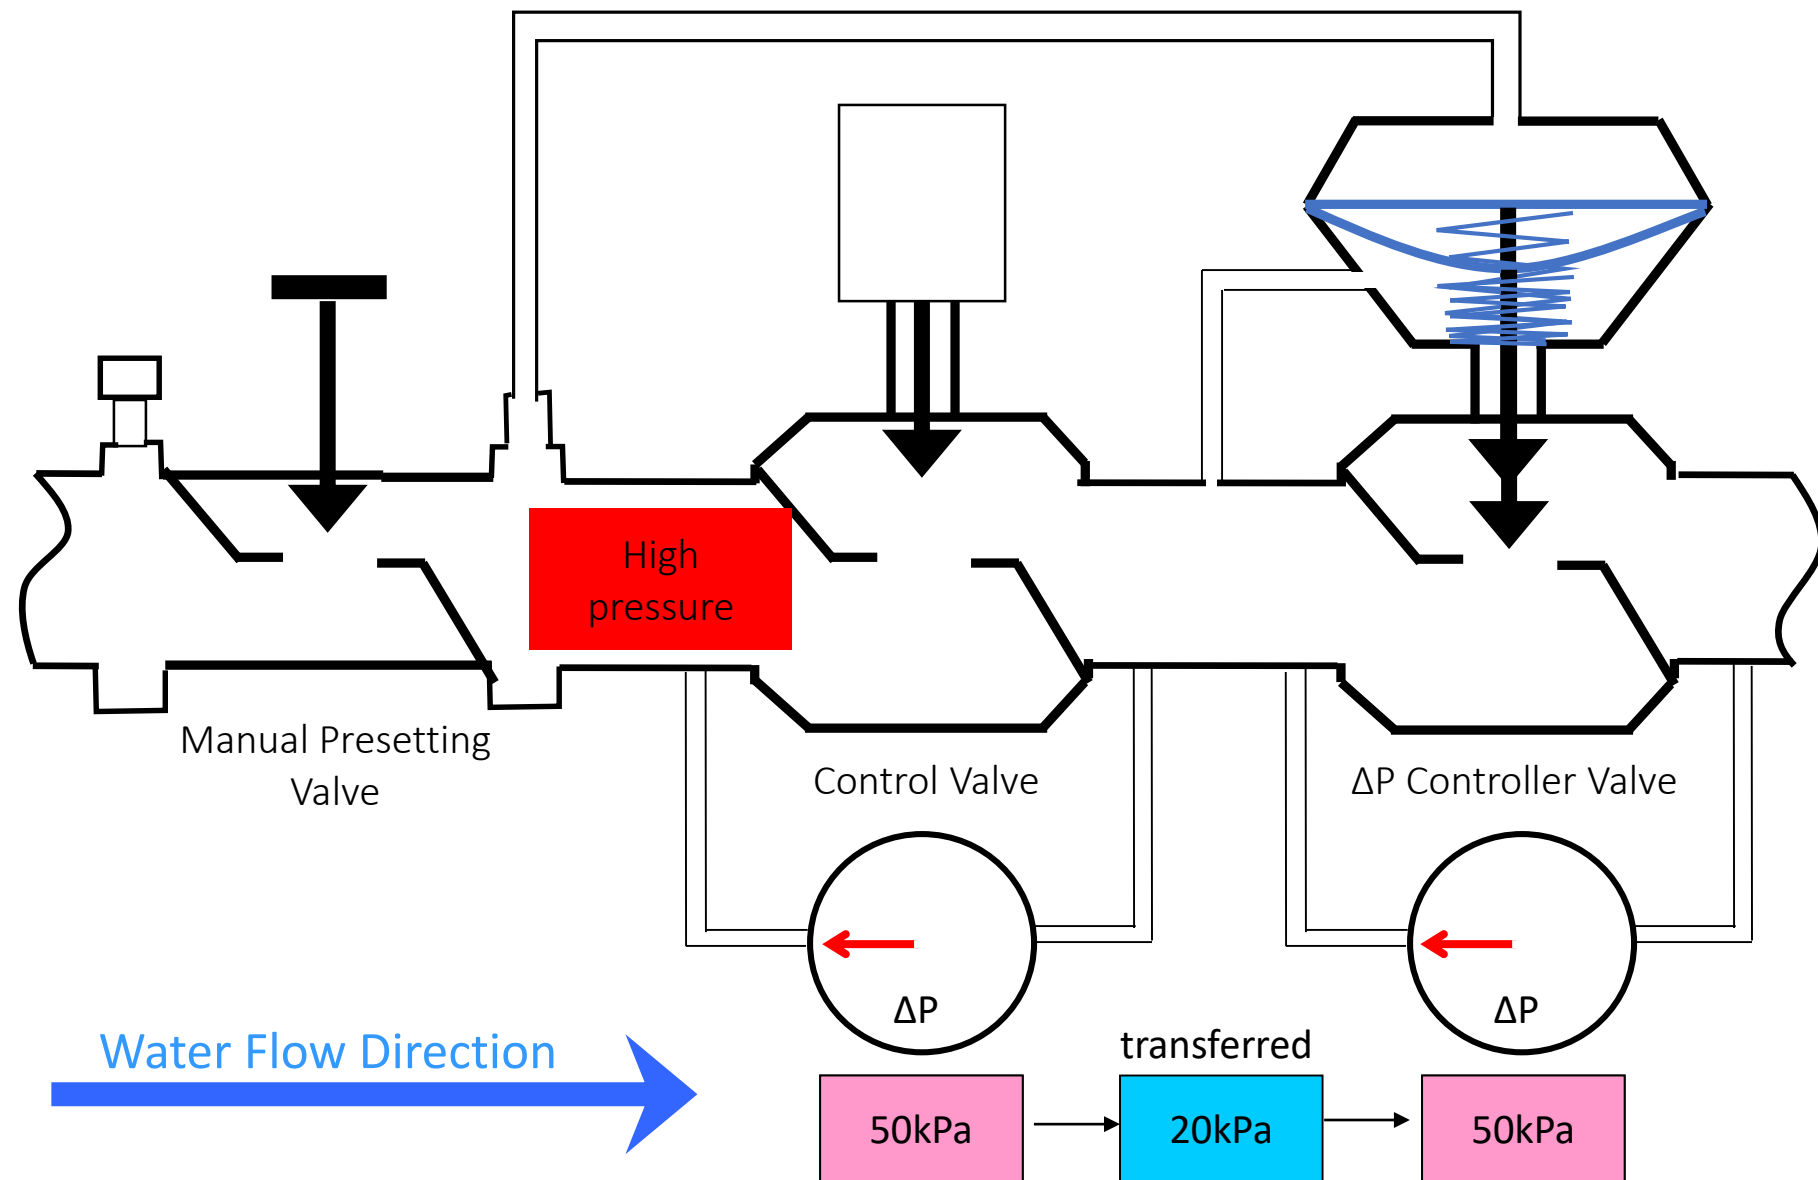 High
pressure
Manual Presetting
Valve
Control Valve
ΔP Controller Valve
ΔP
ΔP
Water Flow Direction
transferred
50kPa
20kPa
50kPa